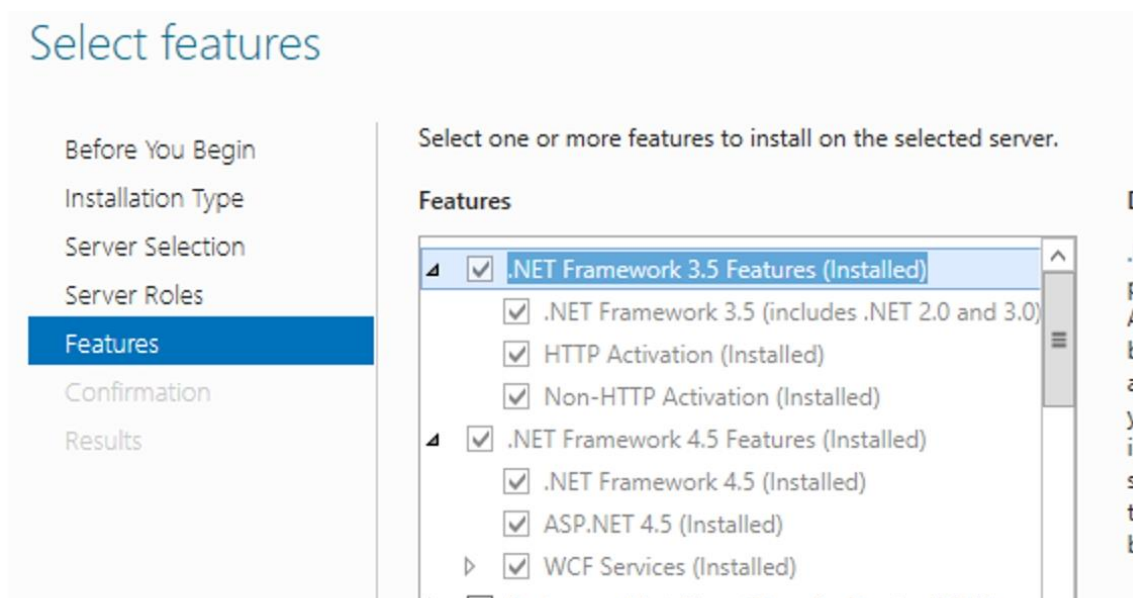 Select features
Before You Begin
Installation Type
Server Selection
Server Roles
Features
Confirmation
Results
Select one or more features to install on the selected server.
Features
.NET Framework 3.5 Features (Installed)
.NET Framework 3.5 (includes .NET 2.0 and 3.0)
HTTP Activation (Installed)
Non-HTTP Activation (Installed)
.NET Framework 4.5 Features (Installed)
.NET Framework 4.5 (Installed)
ASP.NET 4.5 (Installed)
WCF Services (Installed)